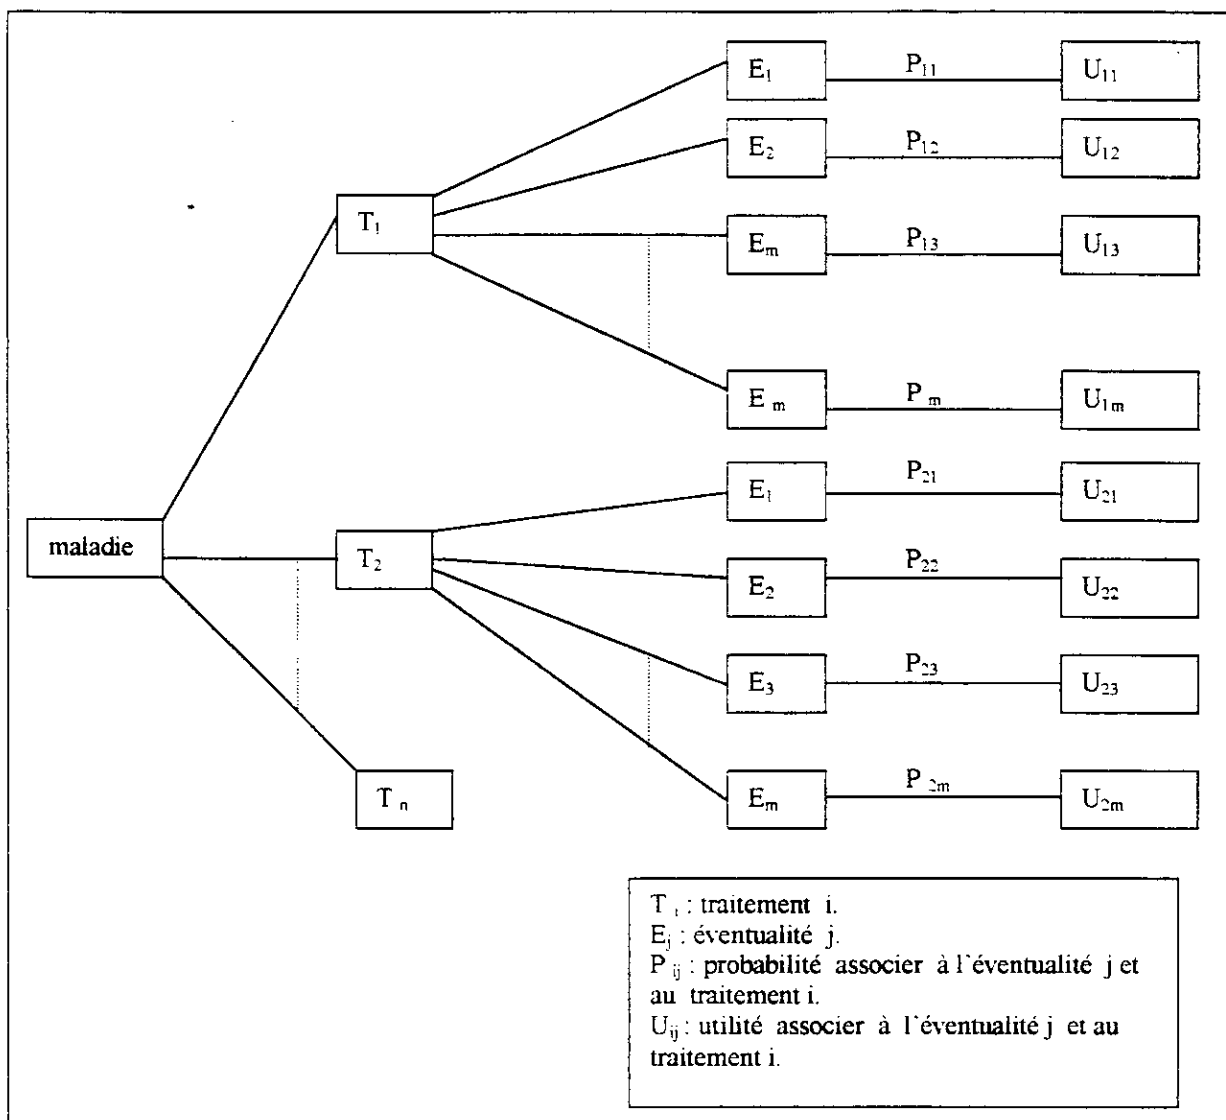 E₁ P₁₁ U₁₁
E₂ P₁₂ U₁₂
T₁ Eₘ P₁₃ U₁₃
E ₘ P ₘ U₁ₘ
E₁ P₂₁ U₂₁
maladie T₂ E₂ P₂₂ U₂₂
E₃ P₂₃ U₂₃
T ₙ Eₘ P ₂ₘ U₂ₘ
T ᵢ : traitement i.
Eⱼ : éventualité j.
P ᵢⱼ : probabilité associer à l'éventualité j et
au traitement i.
Uᵢⱼ : utilité associer à l'éventualité j et au
traitement i.